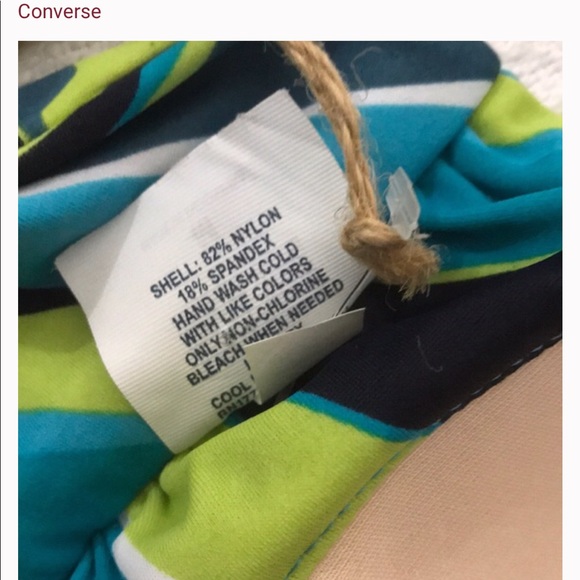 Converse
SHELL: 82% NYLON
18% SPANDEX
HAND WASH COLD
WITH LIKE COLORS
ONLY NON-CHLORINE
BLEACH WHEN NEEDED
COOL